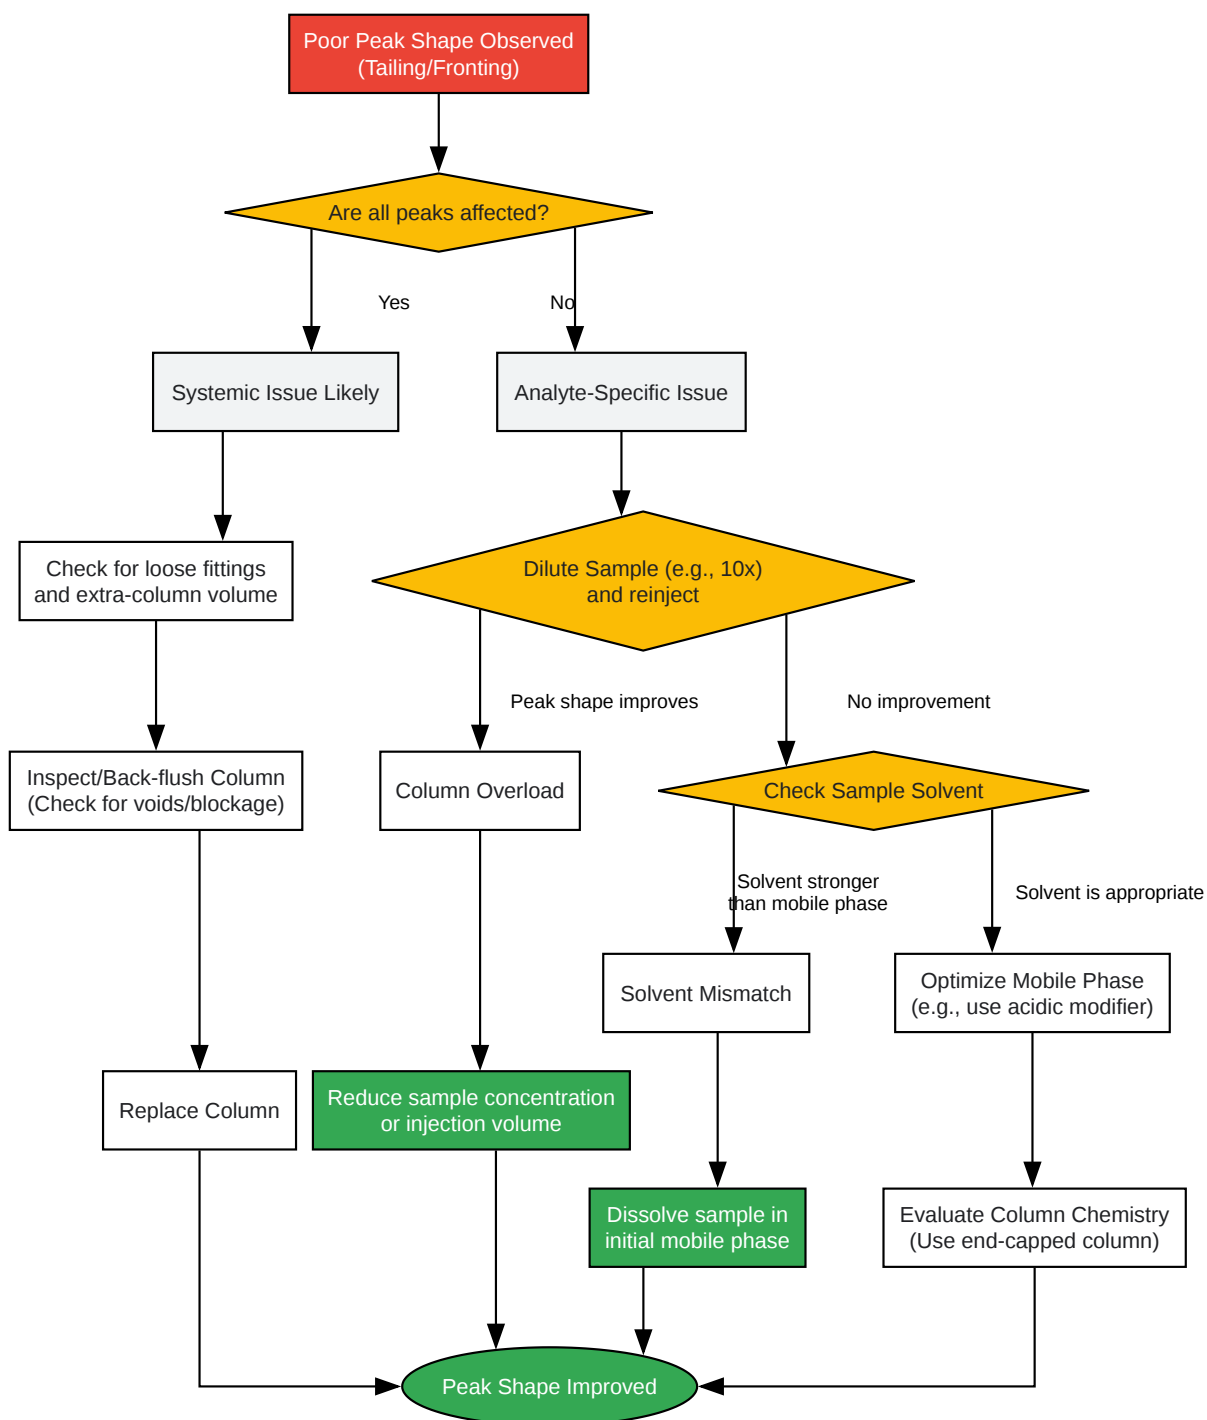 Poor Peak Shape Observed
(Tailing/Fronting)
Are all peaks affected?
Yes
No
Systemic Issue Likely
Analyte-Specific Issue
Check for loose fittings
and extra-column volume
Dilute Sample (e.g., 10x)
and reinject
Peak shape improves
No improvement
Inspect/Back-flush Column
(Check for voids/blockage)
Column Overload
Check Sample Solvent
Solvent stronger
than mobile phase
Solvent is appropriate
Solvent Mismatch
Optimize Mobile Phase
(e.g., use acidic modifier)
Replace Column
Reduce sample concentration
or injection volume
Dissolve sample in
initial mobile phase
Evaluate Column Chemistry
(Use end-capped column)
Peak Shape Improved